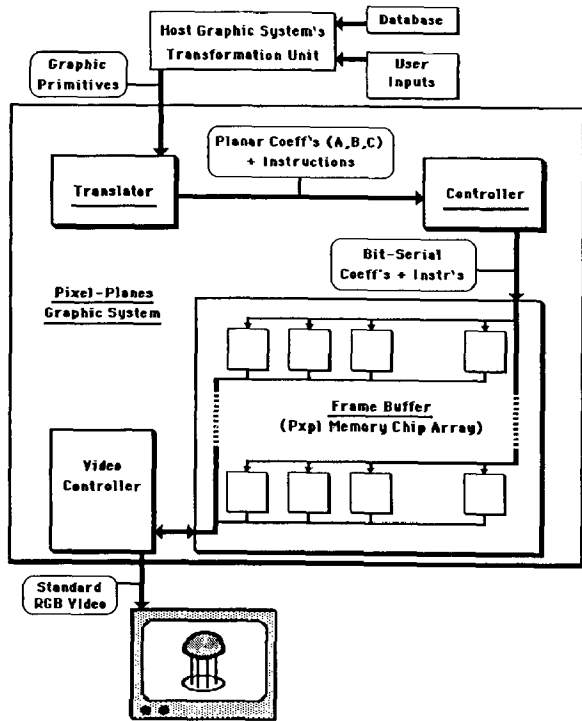 Host Graphic System's
Transformation Unit
Database
User
Inputs
Graphic
Primitives
Planar Coeff's (A,B,C)
+ Instructions
Translator
Controller
Bit-Serial
Coeff's + Instr's
Pixel-Planes
Graphic System
Frame Buffer
(Pxpl Memory Chip Array)
Video
Controller
Standard
RGB Video